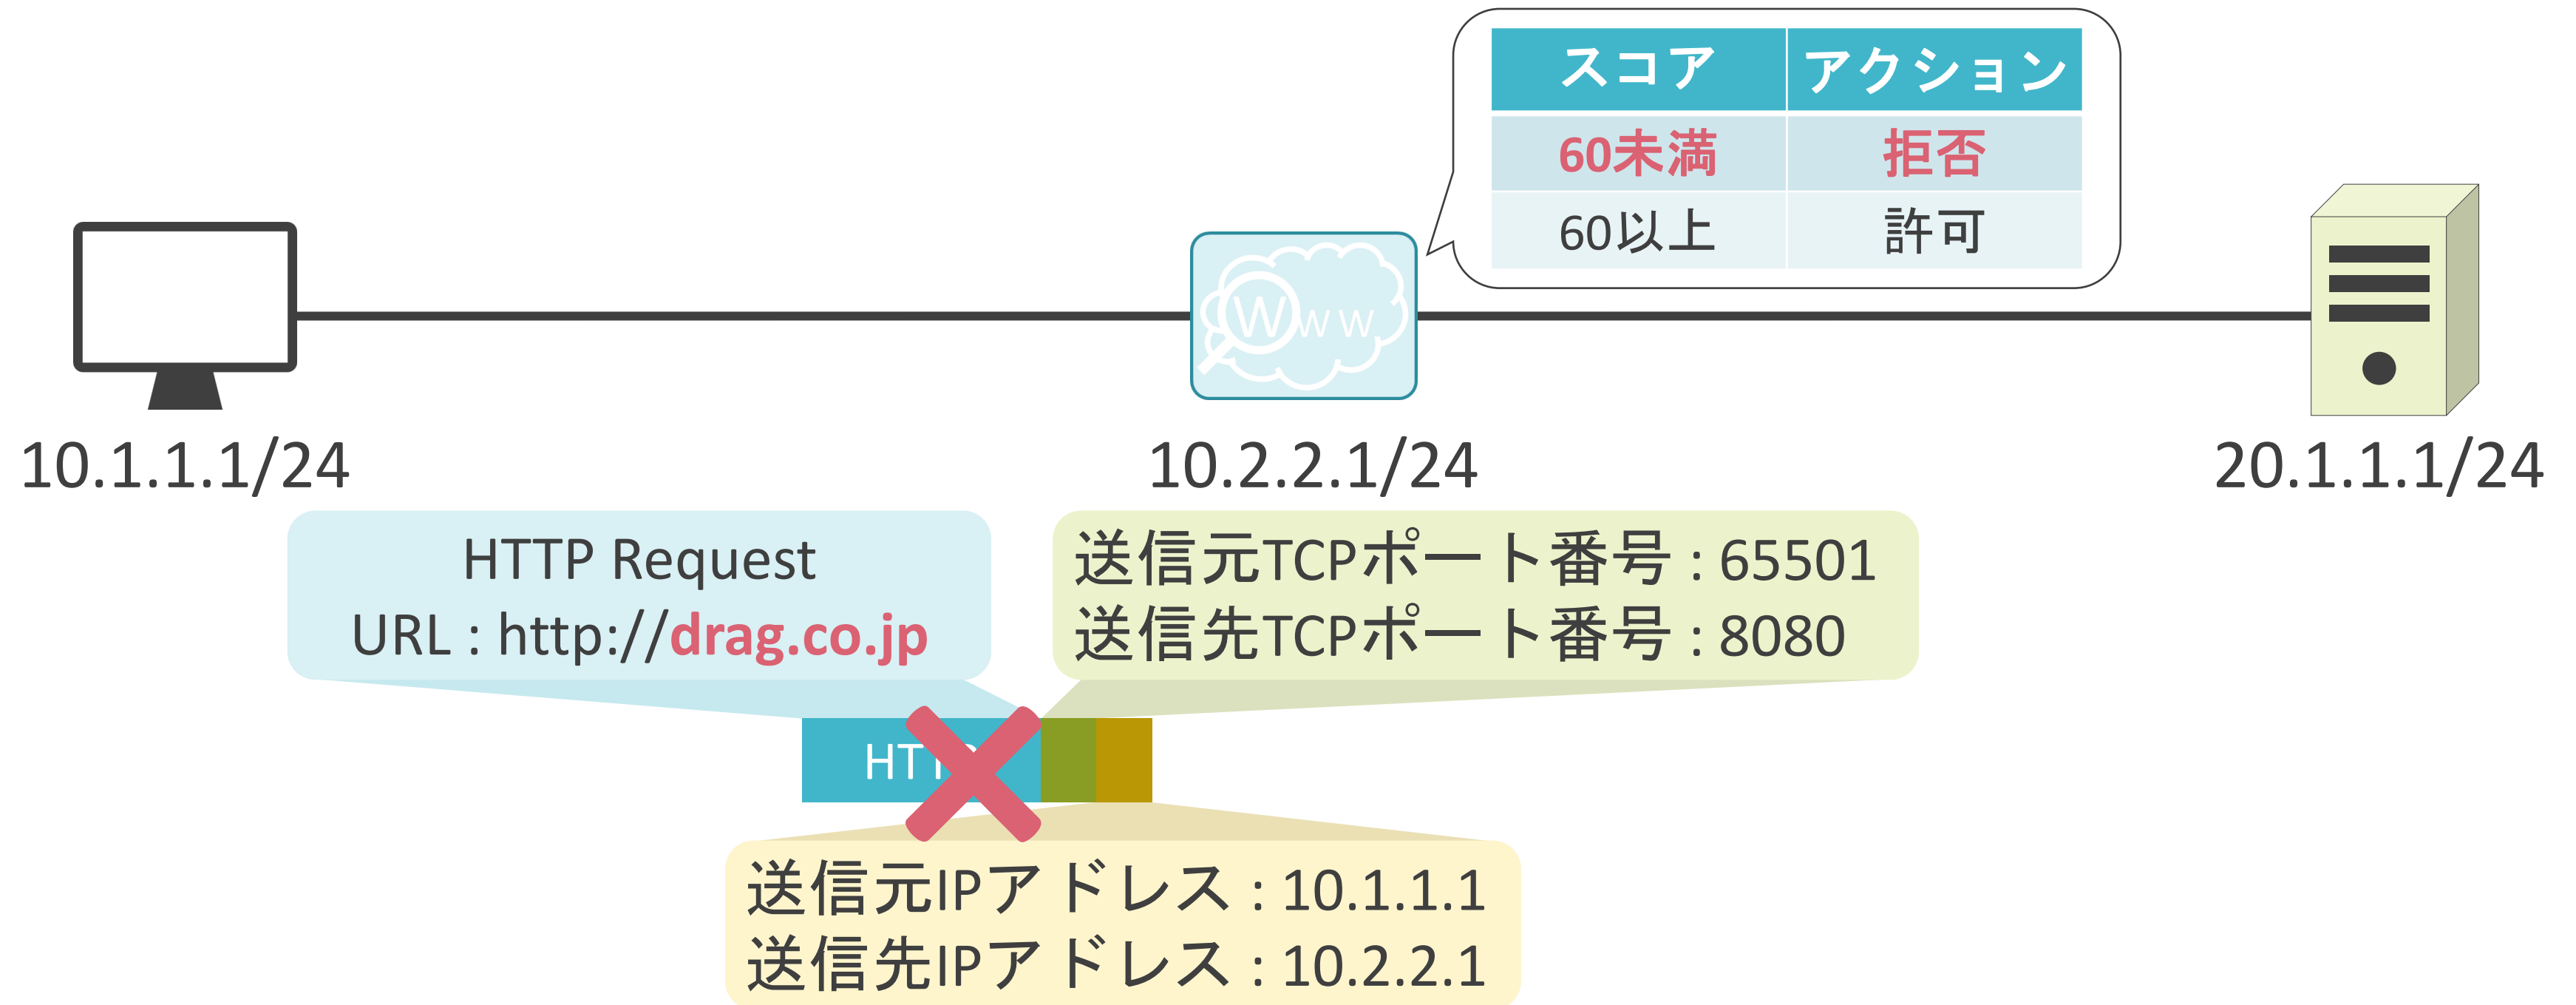 スコア アクション
60未満 拒否
60以上 許可
W W W
10.1.1.1/24
10.2.2.1/24
20.1.1.1/24
HTTP Request
URL : http://drag.co.jp
送信元TCPポート番号 : 65501
送信先TCPポート番号 : 8080
HTTP
送信元IPアドレス : 10.1.1.1
送信先IPアドレス : 10.2.2.1